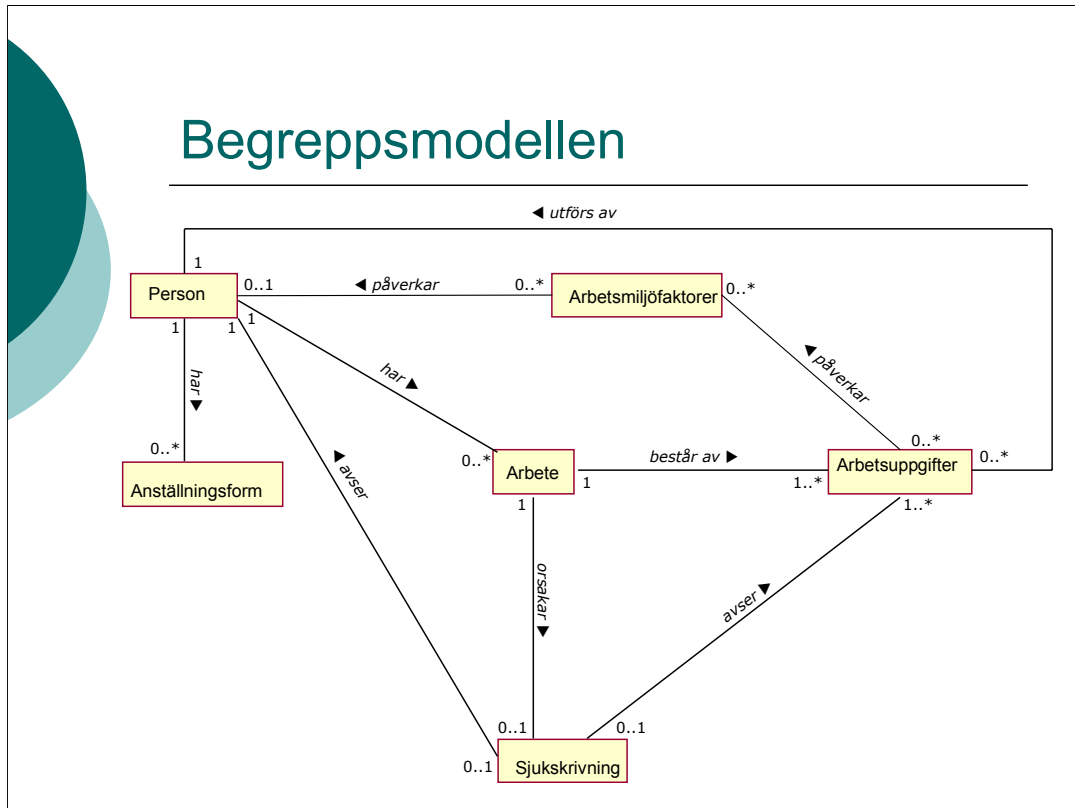 Begreppsmodellen
◄ utförs av
1
Person
0..1
◄ påverkar
0..*
Arbetsmiljöfaktorer
0..*
1
1
1
har ►
har ►
◄ påverkar
0..*
Anställningsform
◄ avser
0..*
Arbete
1
består av ►
1..*
0..*
Arbetsuppgifter
0..*
1
1..*
orsakar ►
avser ►
0..1
0..1
0..1
Sjukskrivning